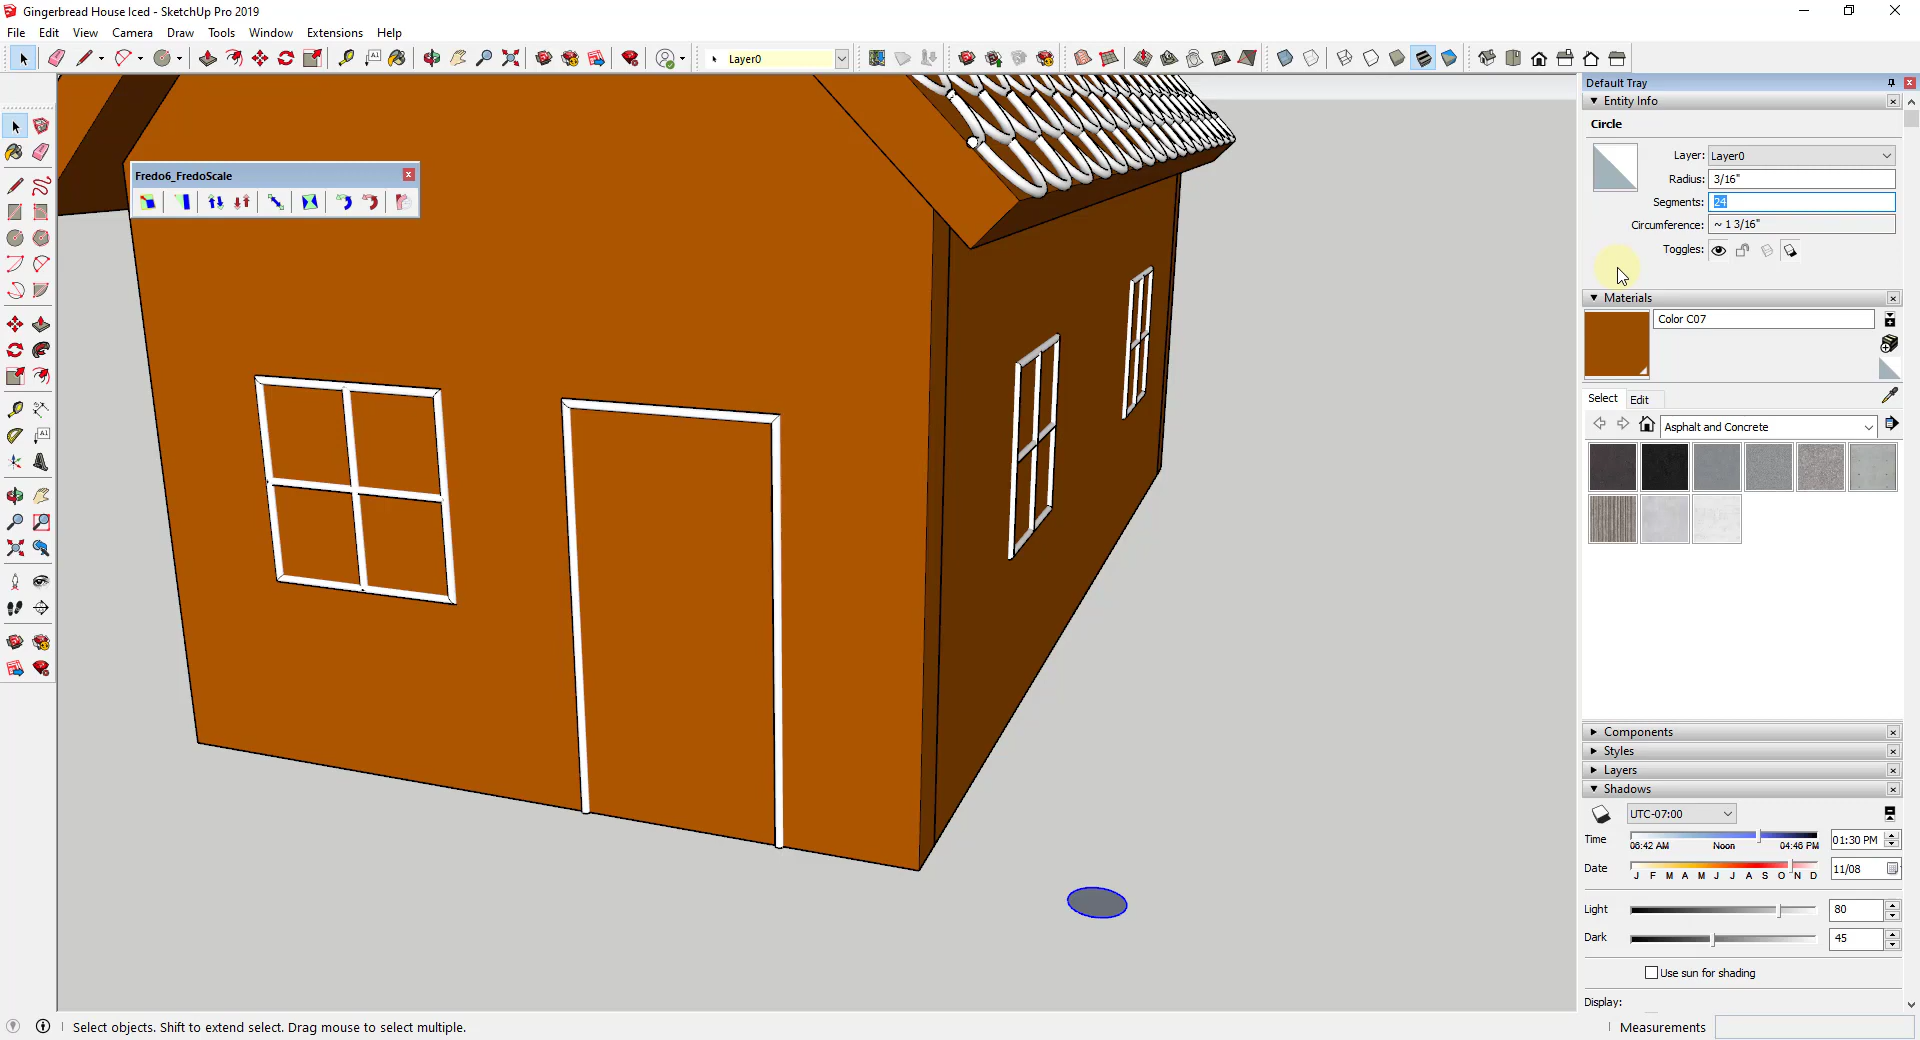 Gingerbread House Iced - SketchUp Pro 2019
File Edit View Camera Draw Tools Window Extensions Help
A1
Layer0
Default Tray
Entity Info
Circle
Layer: Layer0
Radius: 3/16"
Segments: 24
Circumference: ~ 1 3/16"
Toggles:
Fredo6_FredoScale
Materials
Color C07
Select Edit
Asphalt and Concrete
A1
Components
Styles
Layers
Shadows
UTC-07:00
Time 01:30 PM
06:42 AM Noon 04:46 PM
Date 11/08
J F M A M J J A S O N D
Light 80
Dark 45
Use sun for shading
Display:
Select objects. Shift to extend select. Drag mouse to select multiple.
Measurements